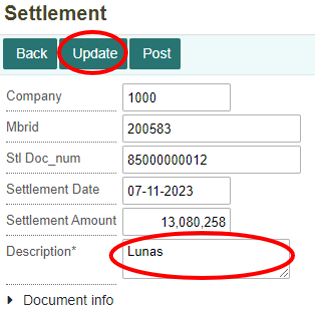 Settlement
Back Update Post
Company 1000
Mbrid 200583
Stl Doc_num 85000000012
Settlement Date 07-11-2023
Settlement Amount 13,080,258
Description* Lunas
Document info